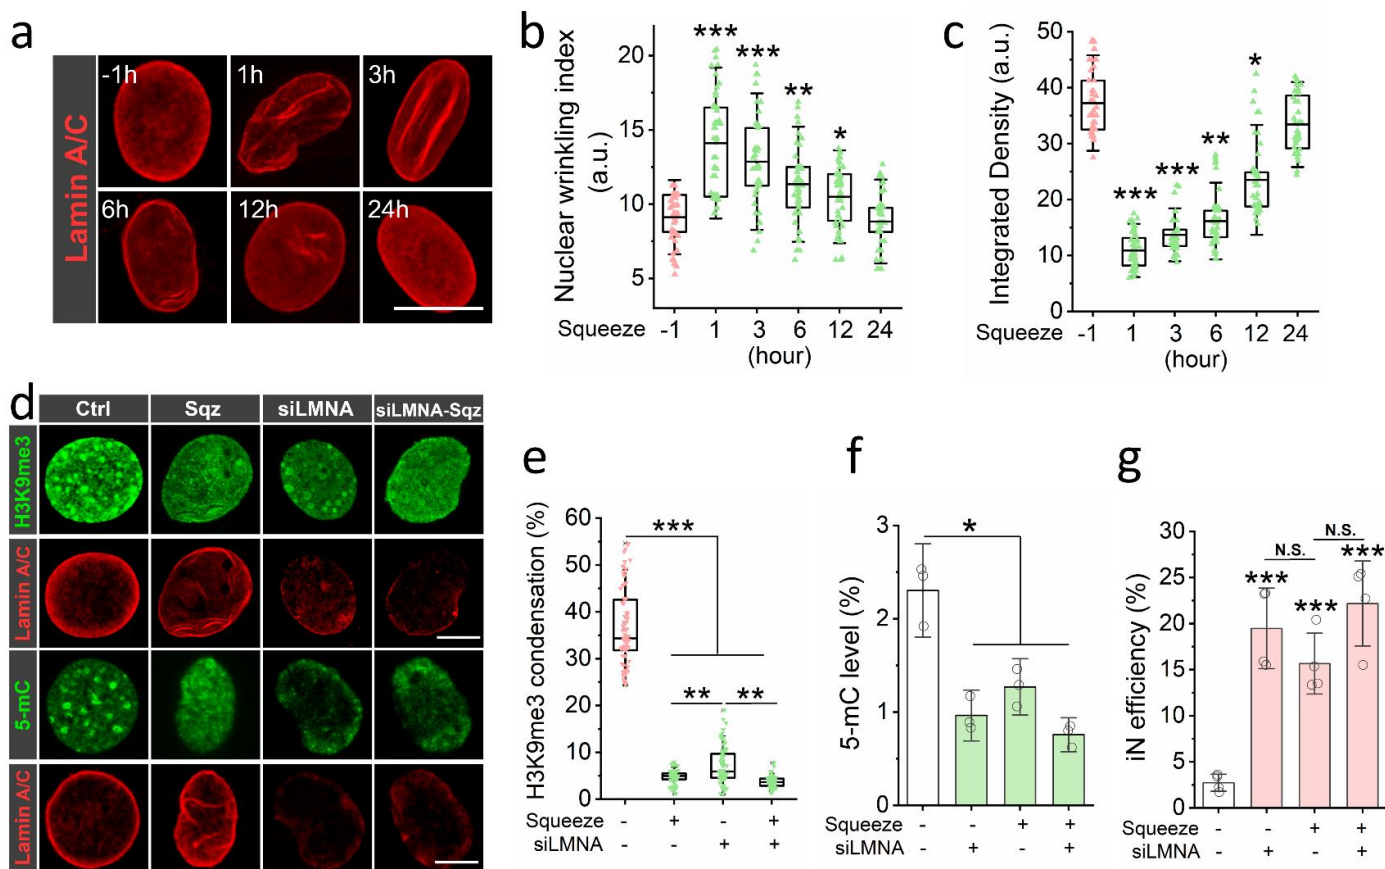 a
Lamin A/C
-1h
1h
3h
6h
12h
24h
b
Nuclear wrinkling index
(a.u.)
20
15
10
5
***
***
**
*
Squeeze
-1
1
3
6
12
24
(hour)
c
Integrated Density (a.u.)
50
40
30
20
10
0
***
***
**
*
Squeeze
-1
1
3
6
12
24
(hour)
d
Ctrl
Sqz
siLMNA
siLMNA-Sqz
H3K9me3
Lamin A/C
5-mC
Lamin A/C
e
H3K9me3 condensation (%)
60
50
40
30
20
10
0
***
**
**
Squeeze - + - +
siLMNA - - + +
f
5-mC level (%)
3
2
1
0
*
Squeeze - - + +
siLMNA - + - +
g
iN efficiency (%)
30
25
20
15
10
5
0
N.S.
N.S.
***
***
***
Squeeze - - + +
siLMNA - + - +